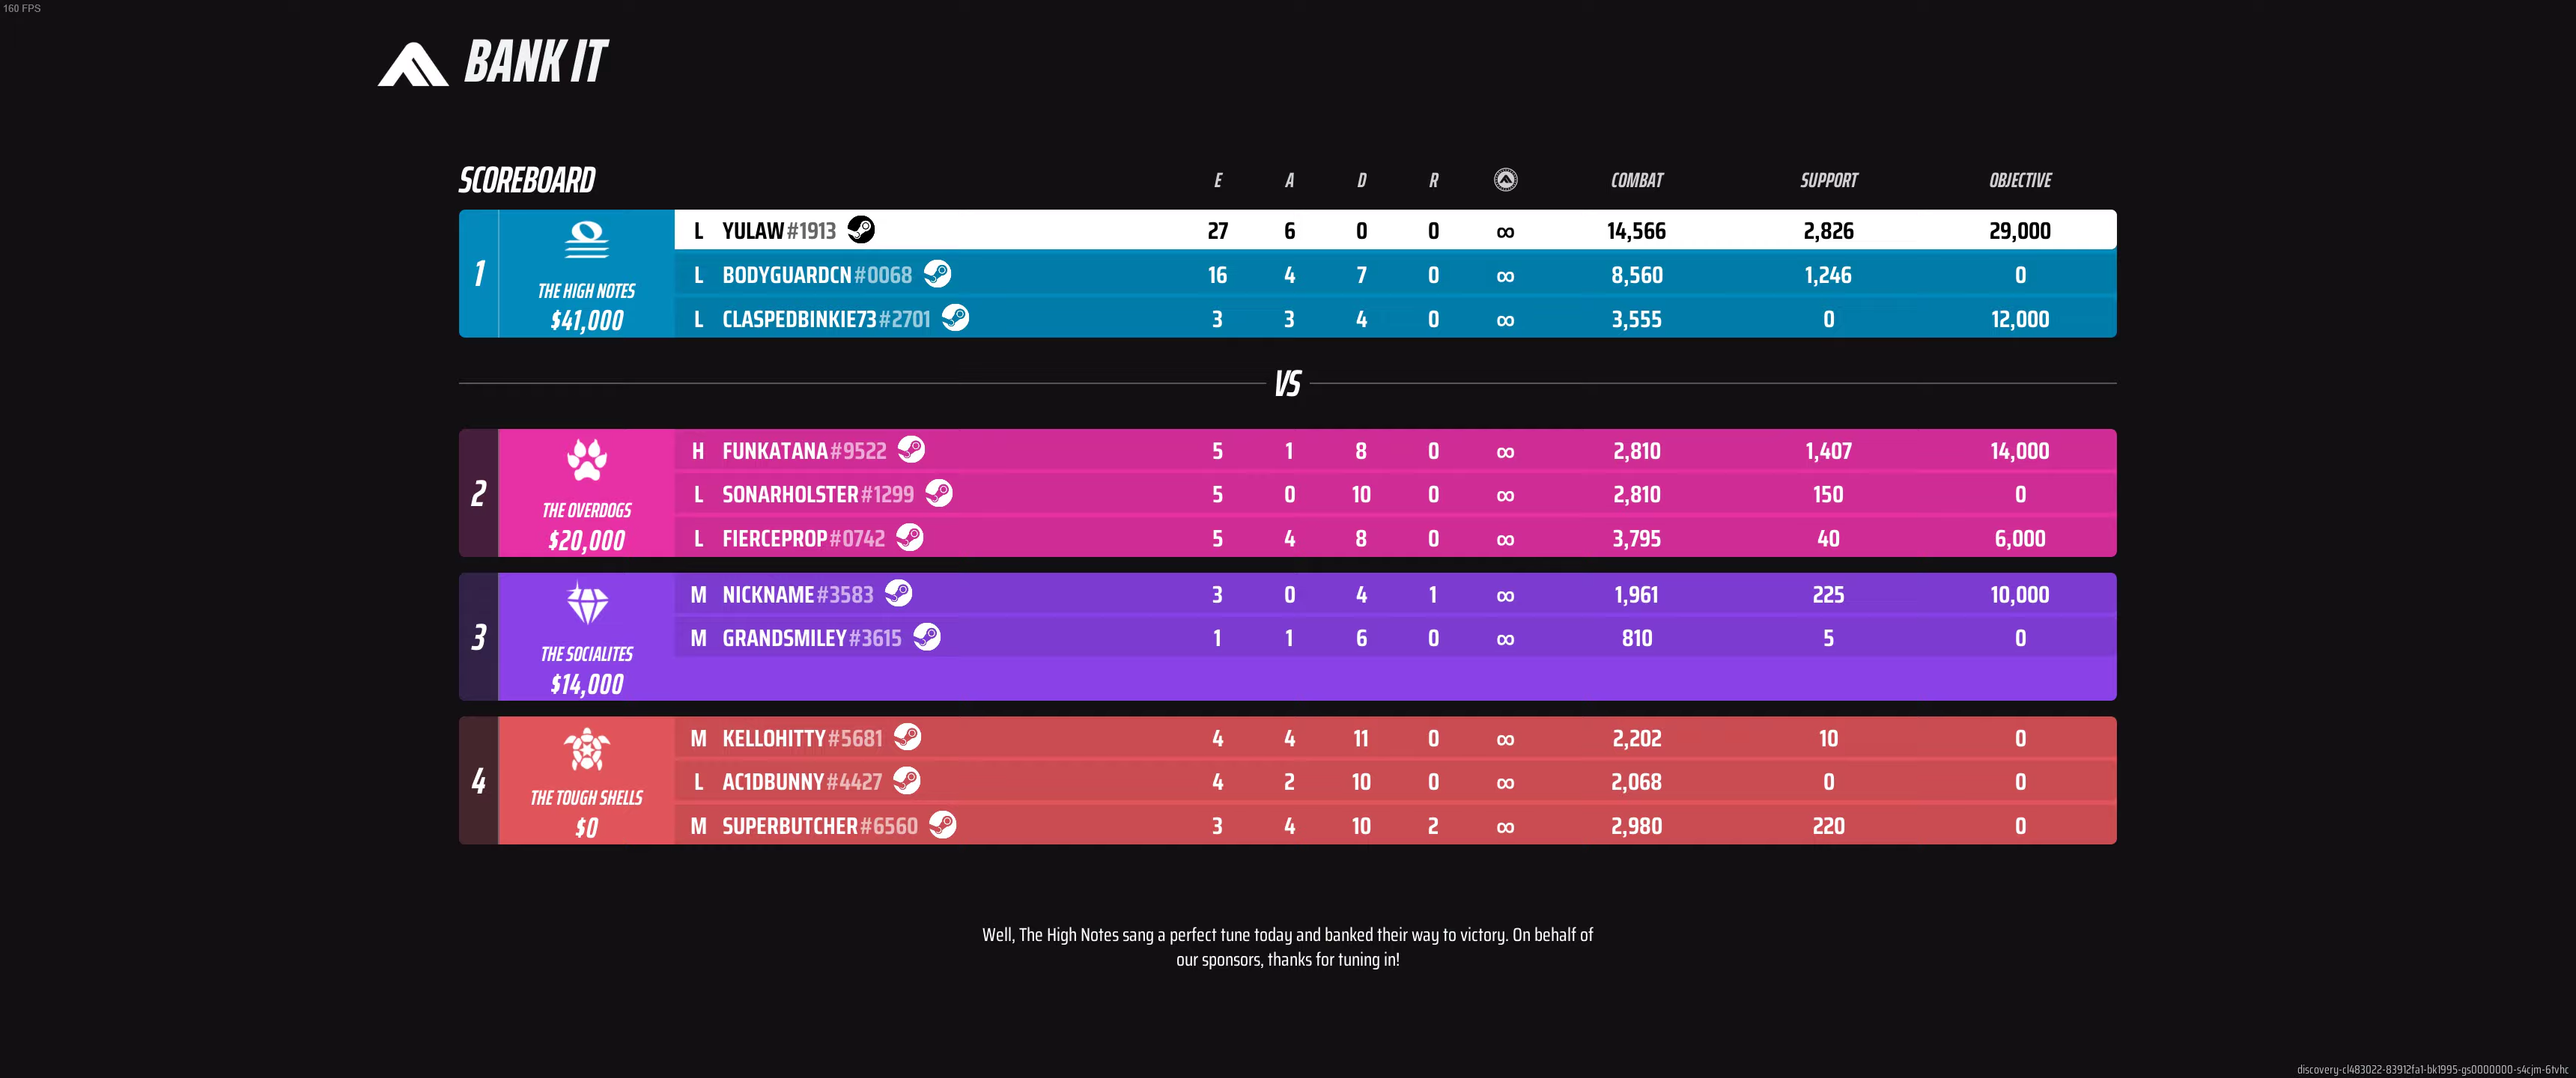 160 FPS
BANK IT
SCOREBOARD E A D R COMBAT SUPPORT OBJECTIVE
1 THE HIGH NOTES $41,000
L YULAW#1913 27 6 0 0 ∞ 14,566 2,826 29,000
L BODYGUARDCN#0068 16 4 7 0 ∞ 8,560 1,246 0
L CLASPEDBINKIE73#2701 3 3 4 0 ∞ 3,555 0 12,000
VS
2 THE OVERDOGS $20,000
H FUNKATANA#9522 5 1 8 0 ∞ 2,810 1,407 14,000
L SONARHOLSTER#1299 5 0 10 0 ∞ 2,810 150 0
L FIERCEPROP#0742 5 4 8 0 ∞ 3,795 40 6,000
3 THE SOCIALITES $14,000
M NICKNAME#3583 3 0 4 1 ∞ 1,961 225 10,000
M GRANDSMILEY#3615 1 1 6 0 ∞ 810 5 0
4 THE TOUGH SHELLS $0
M KELLOHITTY#5681 4 4 11 0 ∞ 2,202 10 0
L AC1DBUNNY#4427 4 2 10 0 ∞ 2,068 0 0
M SUPERBUTCHER#6560 3 4 10 2 ∞ 2,980 220 0
Well, The High Notes sang a perfect tune today and banked their way to victory. On behalf of
our sponsors, thanks for tuning in!
discovery-cl483022-83912fa1-bk1995-gs0000000-s4cjm-6tvhc